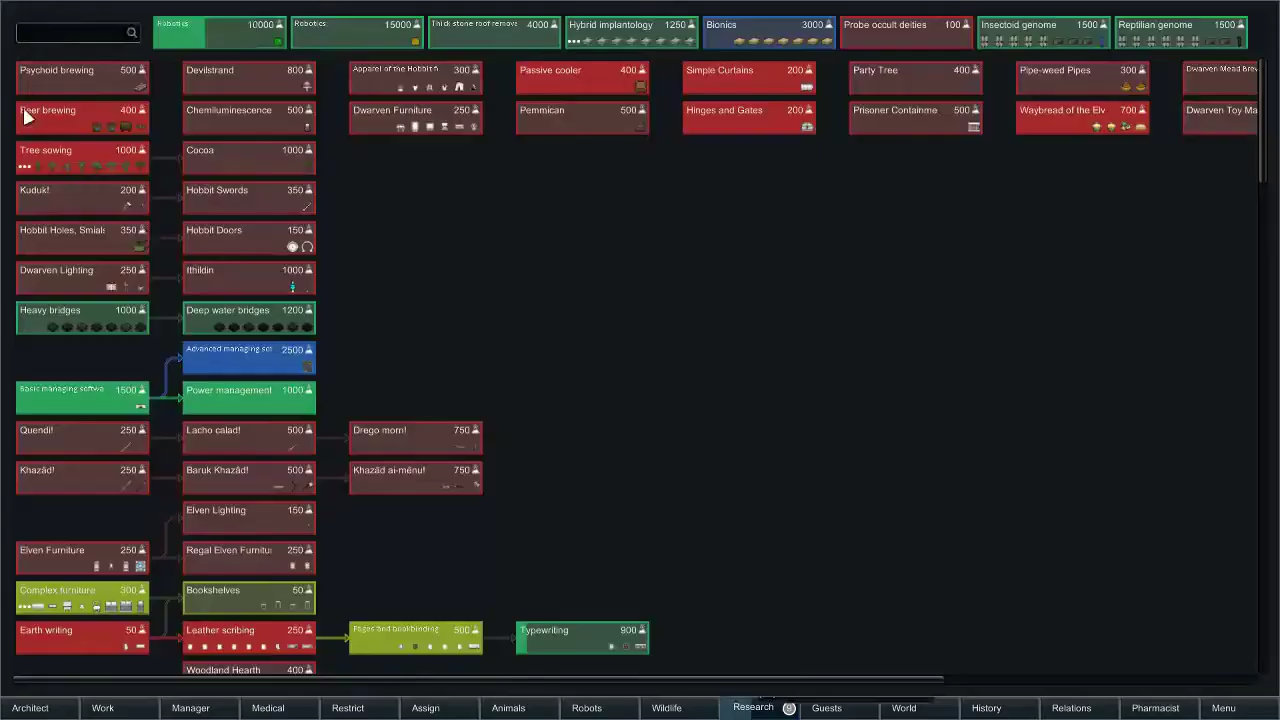 Robotics 10000 Robotics 15000 Thick stone roof remova 4000 Hybrid implantology 1250 Bionics 3000 Probe occult deities 100 Insectoid genome 1500 Reptilian genome 1500
Psychoid brewing 500 Devilstrand 800 Apparel of the Hobbit f 300 Passive cooler 400 Simple Curtains 200 Party Tree 400 Pipe-weed Pipes 300 Dwarven Mead Brev
Beer brewing 400 Chemiluminescence 500 Dwarven Furniture 250 Pemmican 500 Hinges and Gates 200 Prisoner Containme 500 Waybread of the Elv 700 Dwarven Toy Ma
Tree sowing 1000 Cocoa 1000
Kuduk! 200 Hobbit Swords 350
Hobbit Holes, Smials 350 Hobbit Doors 150
Dwarven Lighting 250 Ithildin 1000
Heavy bridges 1000 Deep water bridges 1200
Advanced managing sof 2500
Basic managing softwa 1500 Power management 1000
Quendi! 250 Lacho calad! 500 Drego morn! 750
Khazâd! 250 Baruk Khazâd! 500 Khazâd ai-mênu! 750
Elven Lighting 150
Elven Furniture 250 Regal Elven Furnitur 250
Complex furniture 300 Bookshelves 50
Earth writing 50 Leather scribing 250 Pages and bookbinding 500 Typewriting 900
Woodland Hearth 400
Architect Work Manager Medical Restrict Assign Animals Robots Wildlife Research 9 Guests World History Relations Pharmacist Menu